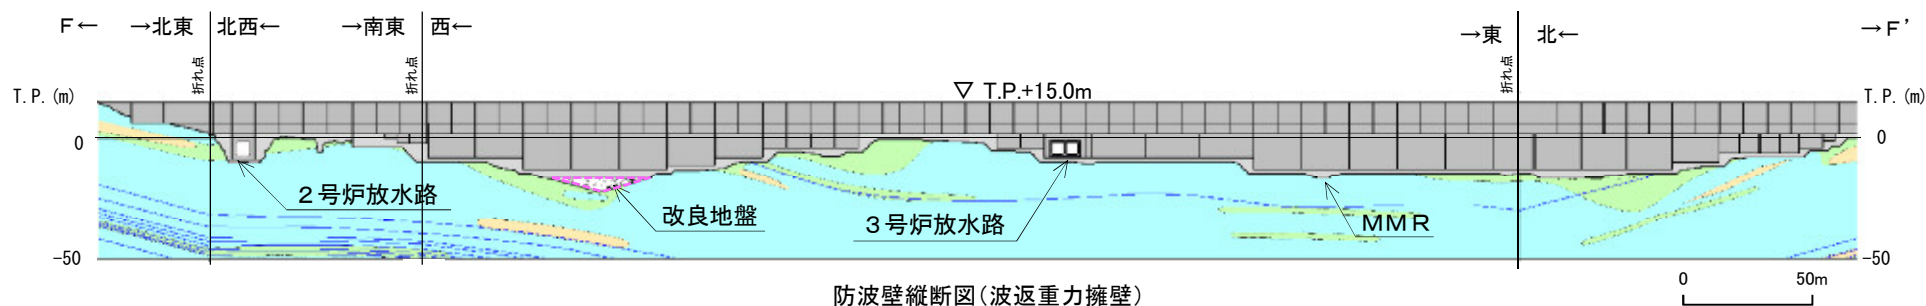 Ｆ← →北東 北西← →南東 西← →東 北← →Ｆ’
折れ点 折れ点 折れ点
T.P.(m) ▽ T.P.+15.0m T.P.(m)
0 0
２号炉放水路 改良地盤 ３号炉放水路 ＭＭＲ
-50 -50
0 50m
防波壁縦断図(波返重力擁壁)